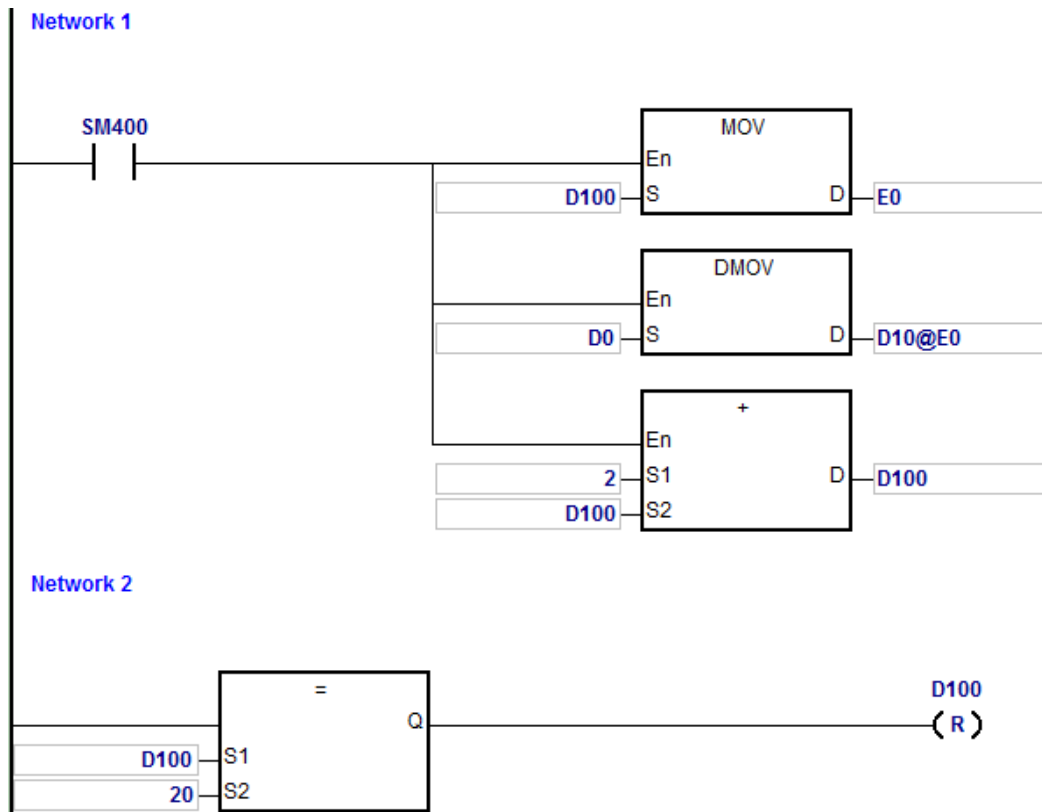 Network 1
SM400
MOV
En
D100 S D E0
DMOV
En
D0 S D D10@E0
+
En
2 S1 D D100
D100 S2
Network 2
= D100
Q R
D100 S1
20 S2